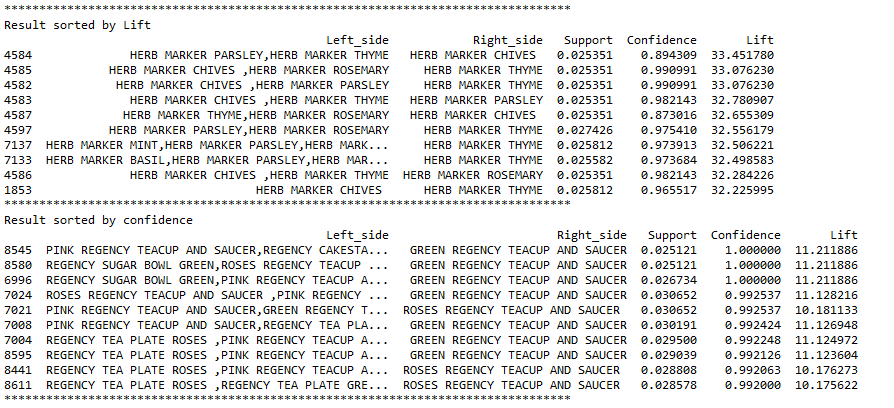 *********************************************************************************
Result sorted by Lift
Left_side Right_side Support Confidence Lift
4584 HERB MARKER PARSLEY,HERB MARKER THYME HERB MARKER CHIVES 0.025351 0.894309 33.451780
4585 HERB MARKER CHIVES ,HERB MARKER ROSEMARY HERB MARKER THYME 0.025351 0.990991 33.076230
4582 HERB MARKER CHIVES ,HERB MARKER PARSLEY HERB MARKER THYME 0.025351 0.990991 33.076230
4583 HERB MARKER CHIVES ,HERB MARKER THYME HERB MARKER PARSLEY 0.025351 0.982143 32.780907
4587 HERB MARKER THYME,HERB MARKER ROSEMARY HERB MARKER CHIVES 0.025351 0.873016 32.655309
4597 HERB MARKER PARSLEY,HERB MARKER ROSEMARY HERB MARKER THYME 0.027426 0.975410 32.556179
7137 HERB MARKER MINT,HERB MARKER PARSLEY,HERB MARK... HERB MARKER THYME 0.025812 0.973913 32.506221
7133 HERB MARKER BASIL,HERB MARKER PARSLEY,HERB MAR... HERB MARKER THYME 0.025582 0.973684 32.498583
4586 HERB MARKER CHIVES ,HERB MARKER THYME HERB MARKER ROSEMARY 0.025351 0.982143 32.284226
1853 HERB MARKER CHIVES HERB MARKER THYME 0.025812 0.965517 32.225995
*********************************************************************************
Result sorted by confidence
Left_side Right_side Support Confidence Lift
8545 PINK REGENCY TEACUP AND SAUCER,REGENCY CAKESTA... GREEN REGENCY TEACUP AND SAUCER 0.025121 1.000000 11.211886
8580 REGENCY SUGAR BOWL GREEN,ROSES REGENCY TEACUP ... GREEN REGENCY TEACUP AND SAUCER 0.025121 1.000000 11.211886
6996 REGENCY SUGAR BOWL GREEN,PINK REGENCY TEACUP A... GREEN REGENCY TEACUP AND SAUCER 0.026734 1.000000 11.211886
7024 ROSES REGENCY TEACUP AND SAUCER ,PINK REGENCY ... GREEN REGENCY TEACUP AND SAUCER 0.030652 0.992537 11.128216
7021 PINK REGENCY TEACUP AND SAUCER,GREEN REGENCY T... ROSES REGENCY TEACUP AND SAUCER 0.030652 0.992537 10.181133
7008 PINK REGENCY TEACUP AND SAUCER,REGENCY TEA PLA... GREEN REGENCY TEACUP AND SAUCER 0.030191 0.992424 11.126948
7004 REGENCY TEA PLATE ROSES ,PINK REGENCY TEACUP A... GREEN REGENCY TEACUP AND SAUCER 0.029500 0.992248 11.124972
8595 REGENCY TEA PLATE ROSES ,PINK REGENCY TEACUP A... GREEN REGENCY TEACUP AND SAUCER 0.029039 0.992126 11.123604
8441 REGENCY TEA PLATE ROSES ,PINK REGENCY TEACUP A... ROSES REGENCY TEACUP AND SAUCER 0.028808 0.992063 10.176273
8611 REGENCY TEA PLATE ROSES ,REGENCY TEA PLATE GRE... ROSES REGENCY TEACUP AND SAUCER 0.028578 0.992000 10.175622
*********************************************************************************